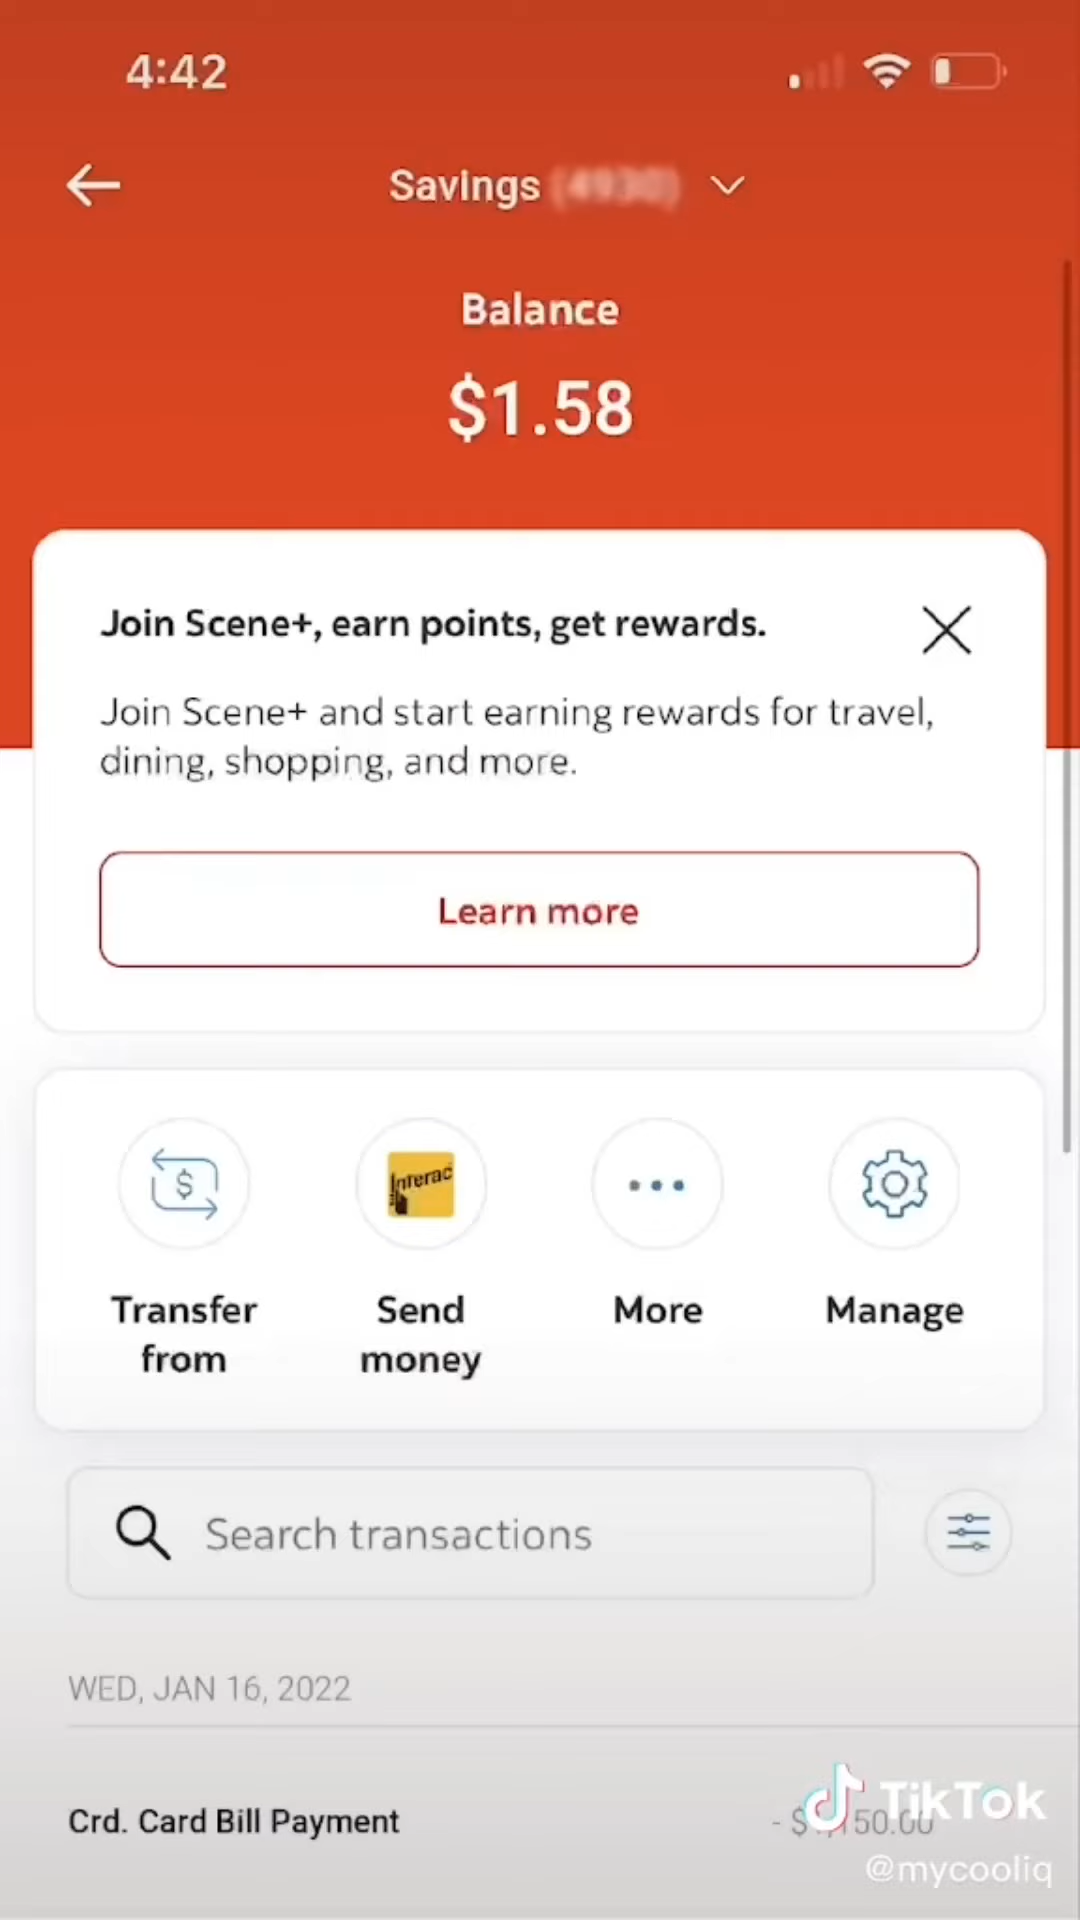 4:42
Savings
Balance
$1.58
Join Scene+, earn points, get rewards.
Join Scene+ and start earning rewards for travel,
dining, shopping, and more.
Learn more
Interac
Transfer
from
Send
money
More
Manage
Search transactions
WED, JAN 16, 2022
Crd. Card Bill Payment
TikTok
@mycooliq